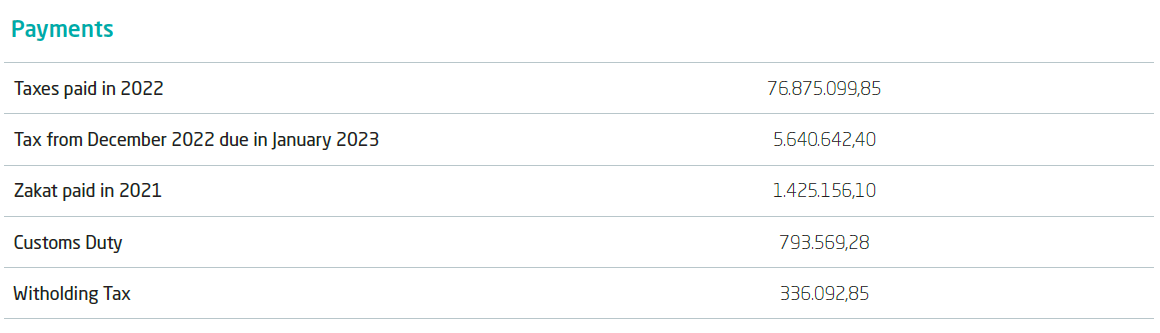 Payments
Taxes paid in 2022 76.875.099,85
Tax from December 2022 due in January 2023 5.640.642,40
Zakat paid in 2021 1.425.156,10
Customs Duty 793.569,28
Witholding Tax 336.092,85